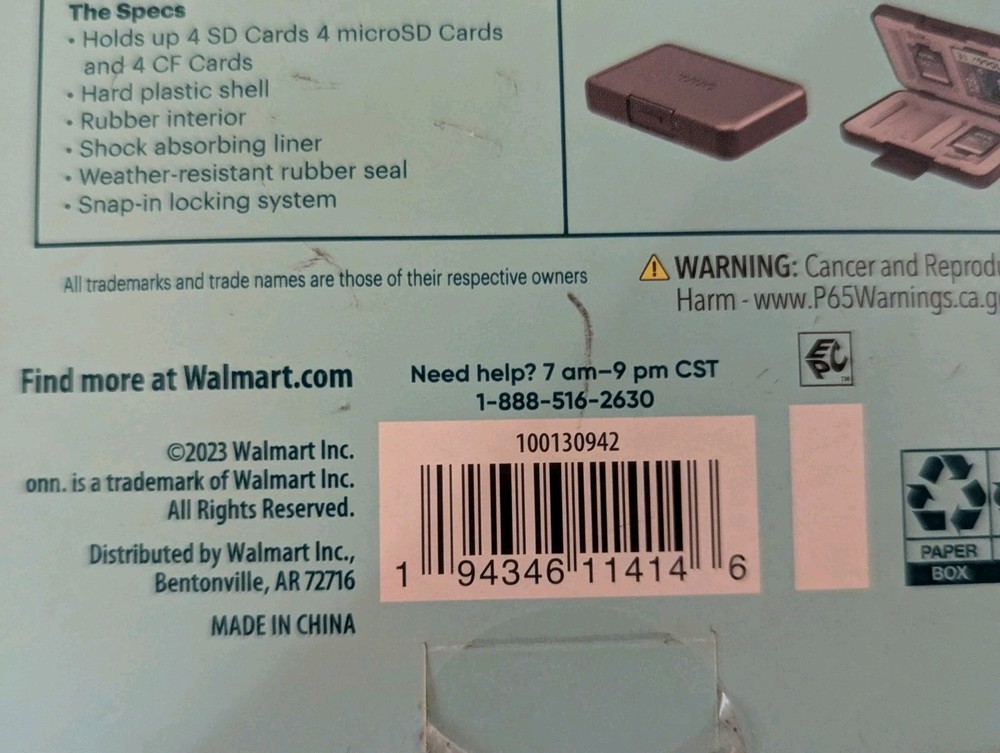 The Specs
• Holds up 4 SD Cards 4 microSD Cards
and 4 CF Cards
• Hard plastic shell
• Rubber interior
• Shock absorbing liner
• Weather-resistant rubber seal
• Snap-in locking system
All trademarks and trade names are those of their respective owners
WARNING: Cancer and Reprodu
Harm - www.P65Warnings.ca.g
Find more at Walmart.com
Need help? 7 am–9 pm CST
1-888-516-2630
©2023 Walmart Inc.
onn. is a trademark of Walmart Inc.
All Rights Reserved.
Distributed by Walmart Inc.,
Bentonville, AR 72716
MADE IN CHINA
100130942
1 94346 11414 6
EPC
TM
PAPER
BOX